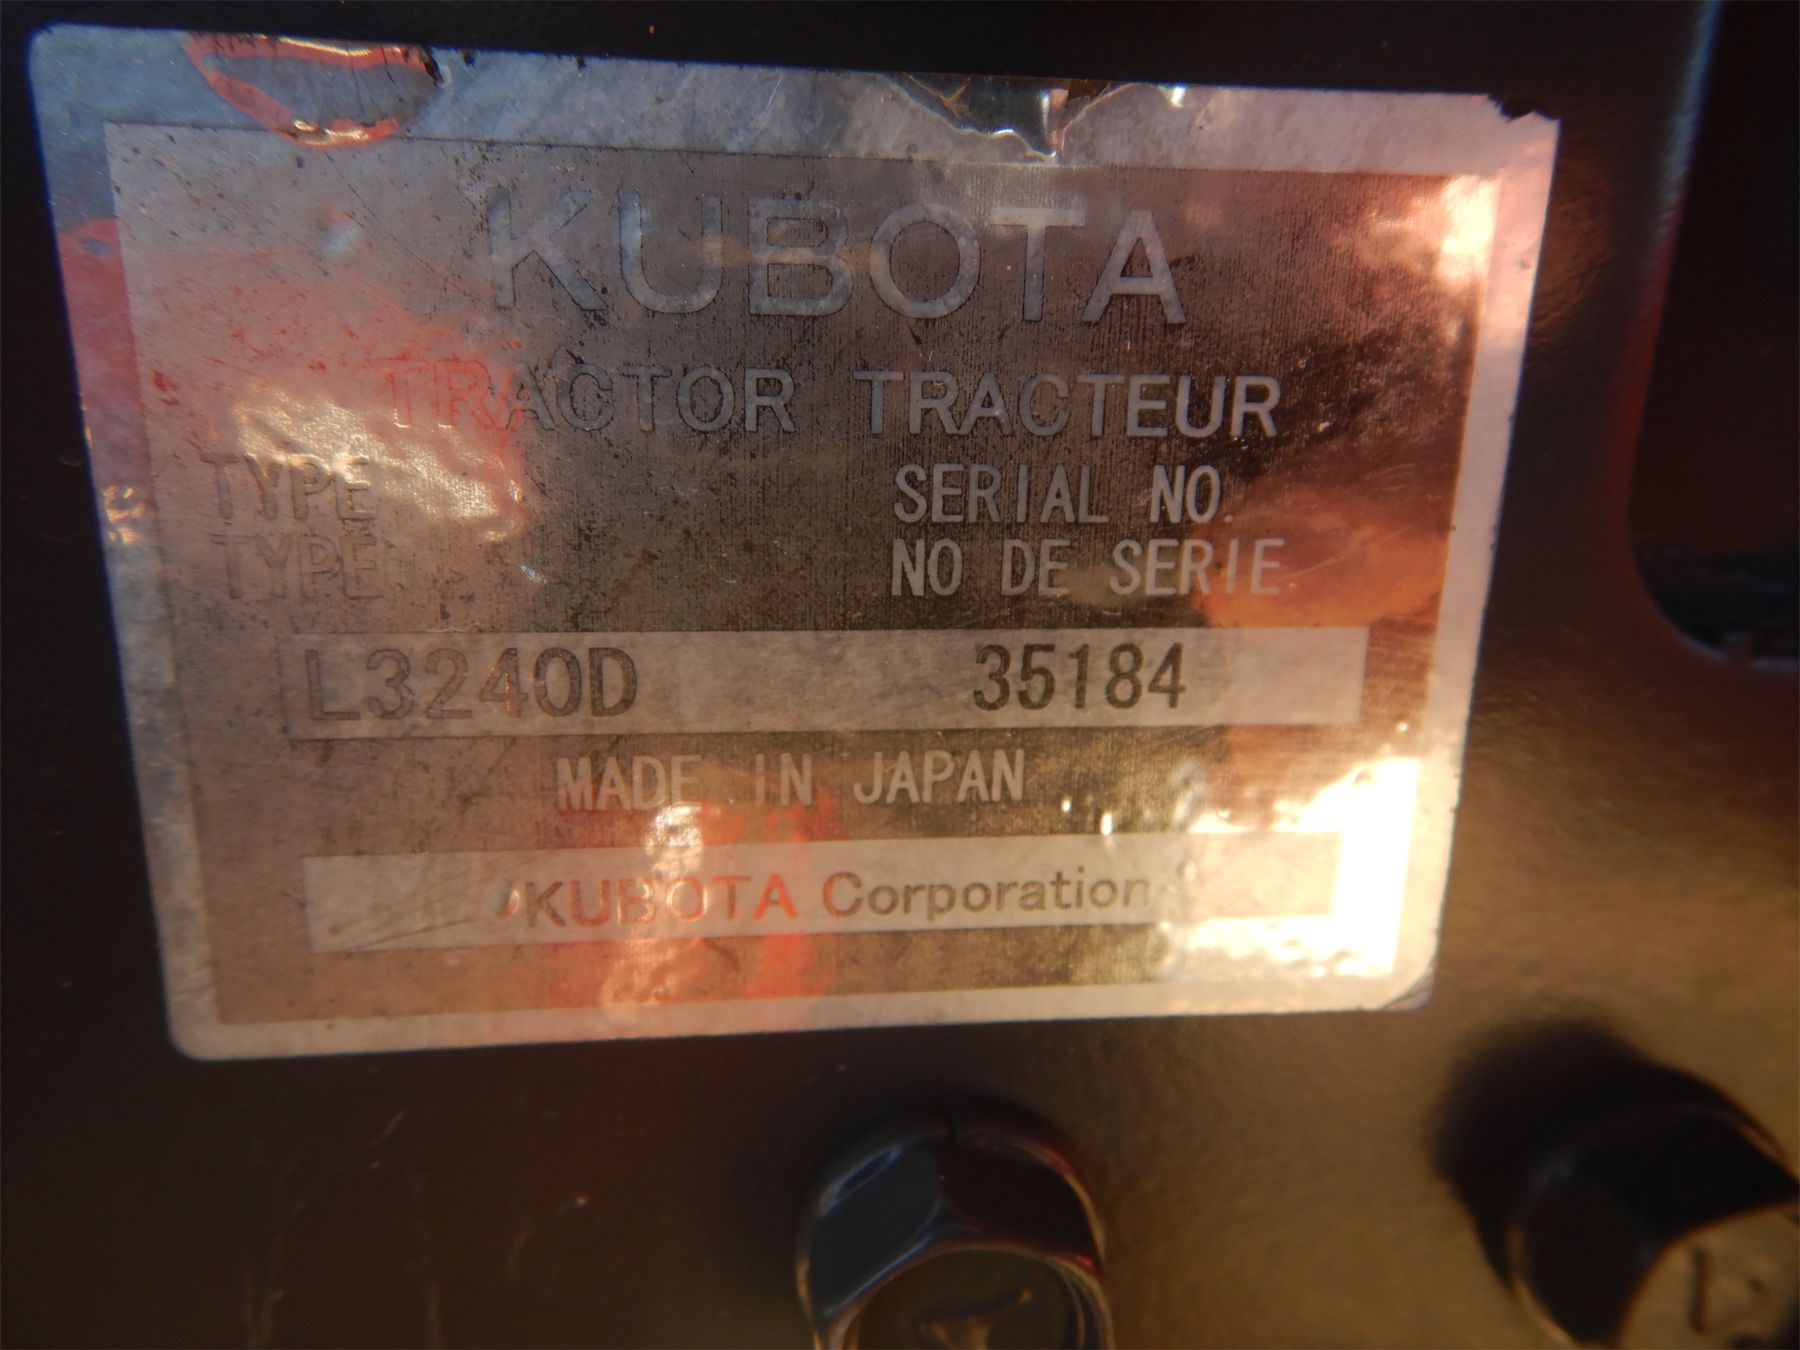 KUBOTA
TRACTOR TRACTEUR
TYPE SERIAL NO.
TYPE NO DE SERIE
L3240D 35184
MADE IN JAPAN
KUBOTA Corporation